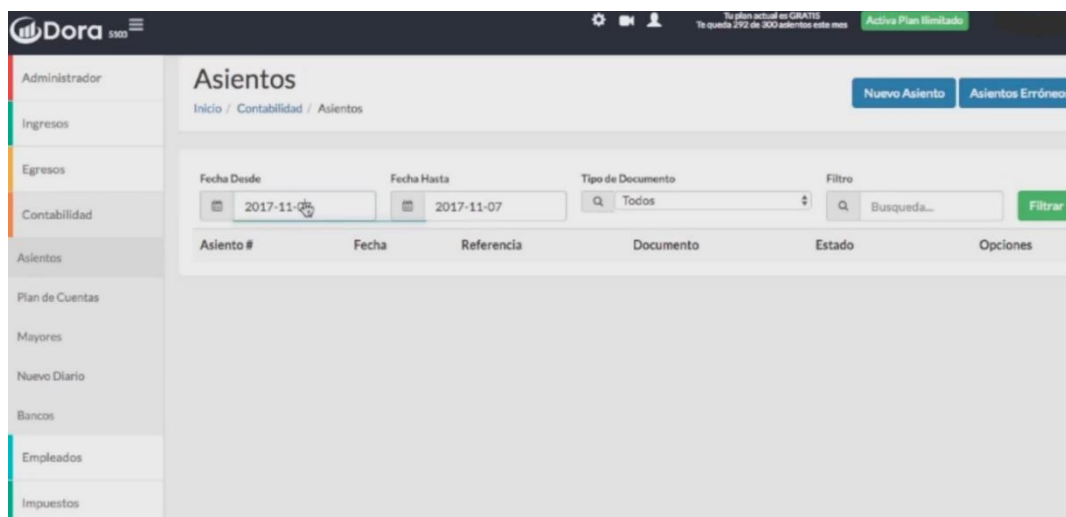 Dora
Tu plan actual es GRATIS
Te queda 292 de 300 asientos este mes
Activa Plan Ilimitado
Administrador
Ingresos
Egresos
Contabilidad
Asientos
Plan de Cuentas
Mayores
Nuevo Diario
Bancos
Empleados
Impuestos
Asientos
Inicio / Contabilidad / Asientos
Nuevo Asiento
Asientos Erróneo
Fecha Desde
2017-11-
Fecha Hasta
2017-11-07
Tipo de Documento
Todos
Filtro
Busqueda...
Filtrar
Asiento # Fecha Referencia Documento Estado Opciones